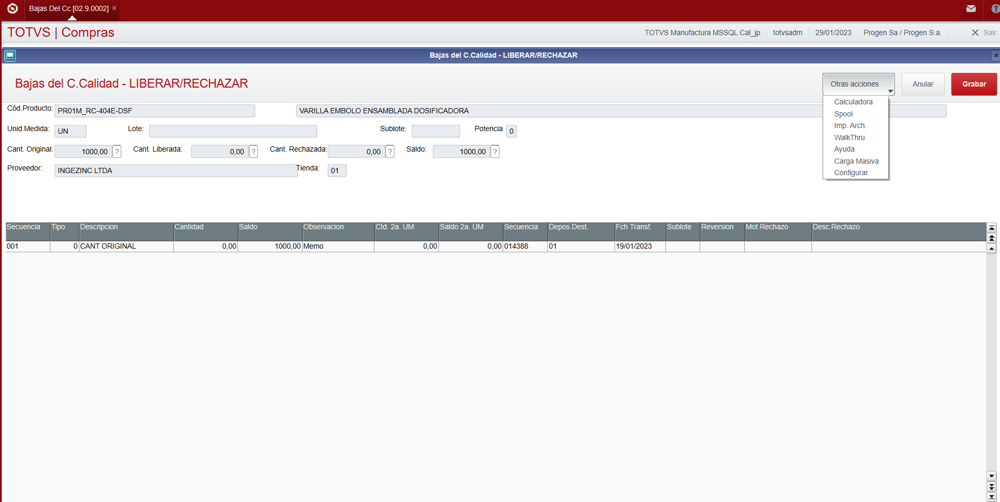 Bajas Del Cc [02.9.0002] ×
TOTVS | Compras
TOTVS Manufactura MSSQL Cal_jp totvsadm 29/01/2023 Progen Sa / Progen S.a. Sair
Bajas del C.Calidad - LIBERAR/RECHAZAR
Bajas del C.Calidad - LIBERAR/RECHAZAR
Otras acciones Anular Grabar
Calculadora
Spool
Imp. Arch.
WalkThru
Ayuda
Carga Masiva
Configurar
Cód.Producto: PR01M_RC-404E-DSF VARILLA EMBOLO ENSAMBLADA DOSIFICADORA
Unid.Medida: UN Lote: Sublote: Potencia 0
Cant. Original: 1000,00 ? Cant. Liberada: 0,00 ? Cant. Rechazada: 0,00 ? Saldo: 1000,00 ?
Proveedor: INGEZINC LTDA Tienda: 01
Secuencia Tipo Descripcion Cantidad Saldo Observacion Ctd. 2a. UM Saldo 2a. UM Secuencia Depos.Dest. Fch Transf. Sublote Reversion Mot.Rechazo Desc.Rechazo
001 0 CANT ORIGINAL 0,00 1000,00 Memo 0,00 0,00 014388 01 19/01/2023